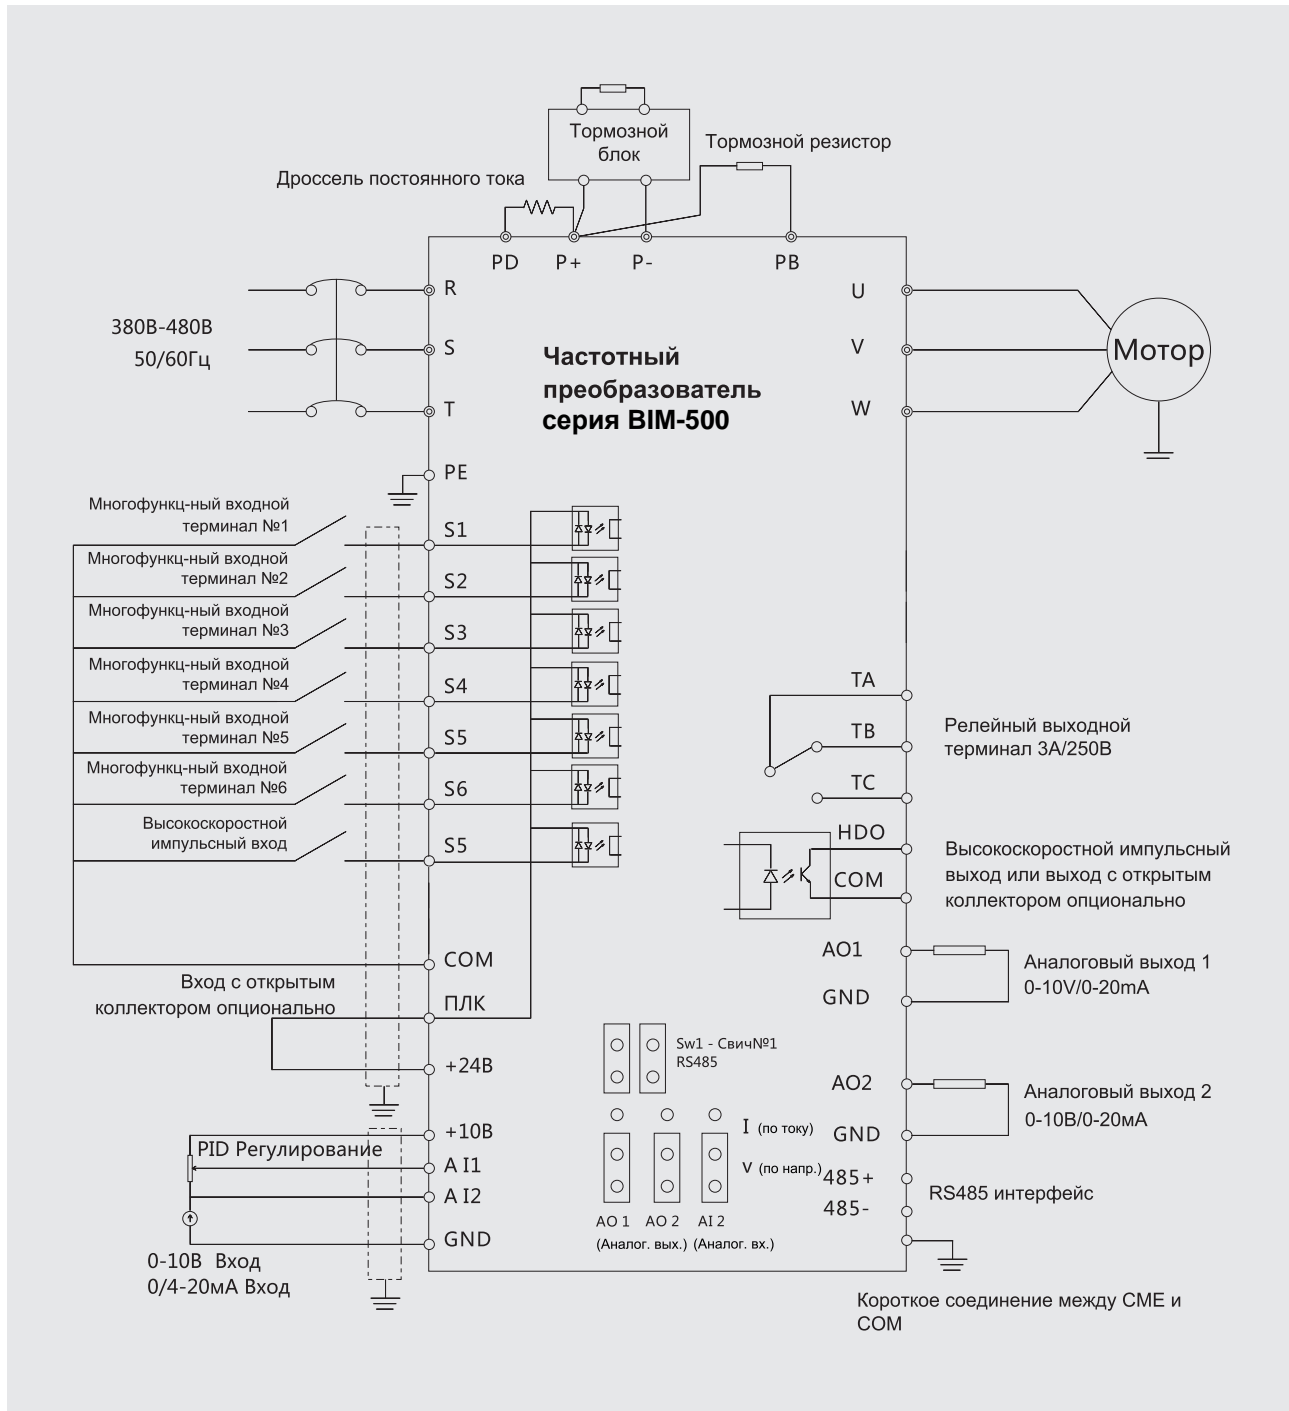 Тормозной
блок
Тормозной резистор
Дроссель постоянного тока
PD
P+
P-
PB
380В-480В
50/60Гц
R
S
T
Частотный
преобразователь
серия BIM-500
U
V
W
Мотор
PE
Многофункц-ный входной
терминал №1
S1
Многофункц-ный входной
терминал №2
S2
Многофункц-ный входной
терминал №3
S3
Многофункц-ный входной
терминал №4
S4
Многофункц-ный входной
терминал №5
S5
Многофункц-ный входной
терминал №6
S6
Высокоскоростной
импульсный вход
S5
COM
Вход с открытым
коллектором опционально
ПЛК
+24В
+10В
PID Регулирование
A I1
A I2
GND
0-10В Вход
0/4-20мА Вход
TA
TB
TC
Релейный выходной
терминал 3А/250В
HDO
COM
Высокоскоростной импульсный
выход или выход с открытым
коллектором опционально
AO1
GND
Аналоговый выход 1
0-10V/0-20mA
Sw1 - Свич№1
RS485
AO2
GND
Аналоговый выход 2
0-10В/0-20мА
I (по току)
V (по напр.)
485+
485-
RS485 интерфейс
AO 1 AO 2 AI 2
(Аналог. вых.) (Аналог. вх.)
Короткое соединение между CME и
COM